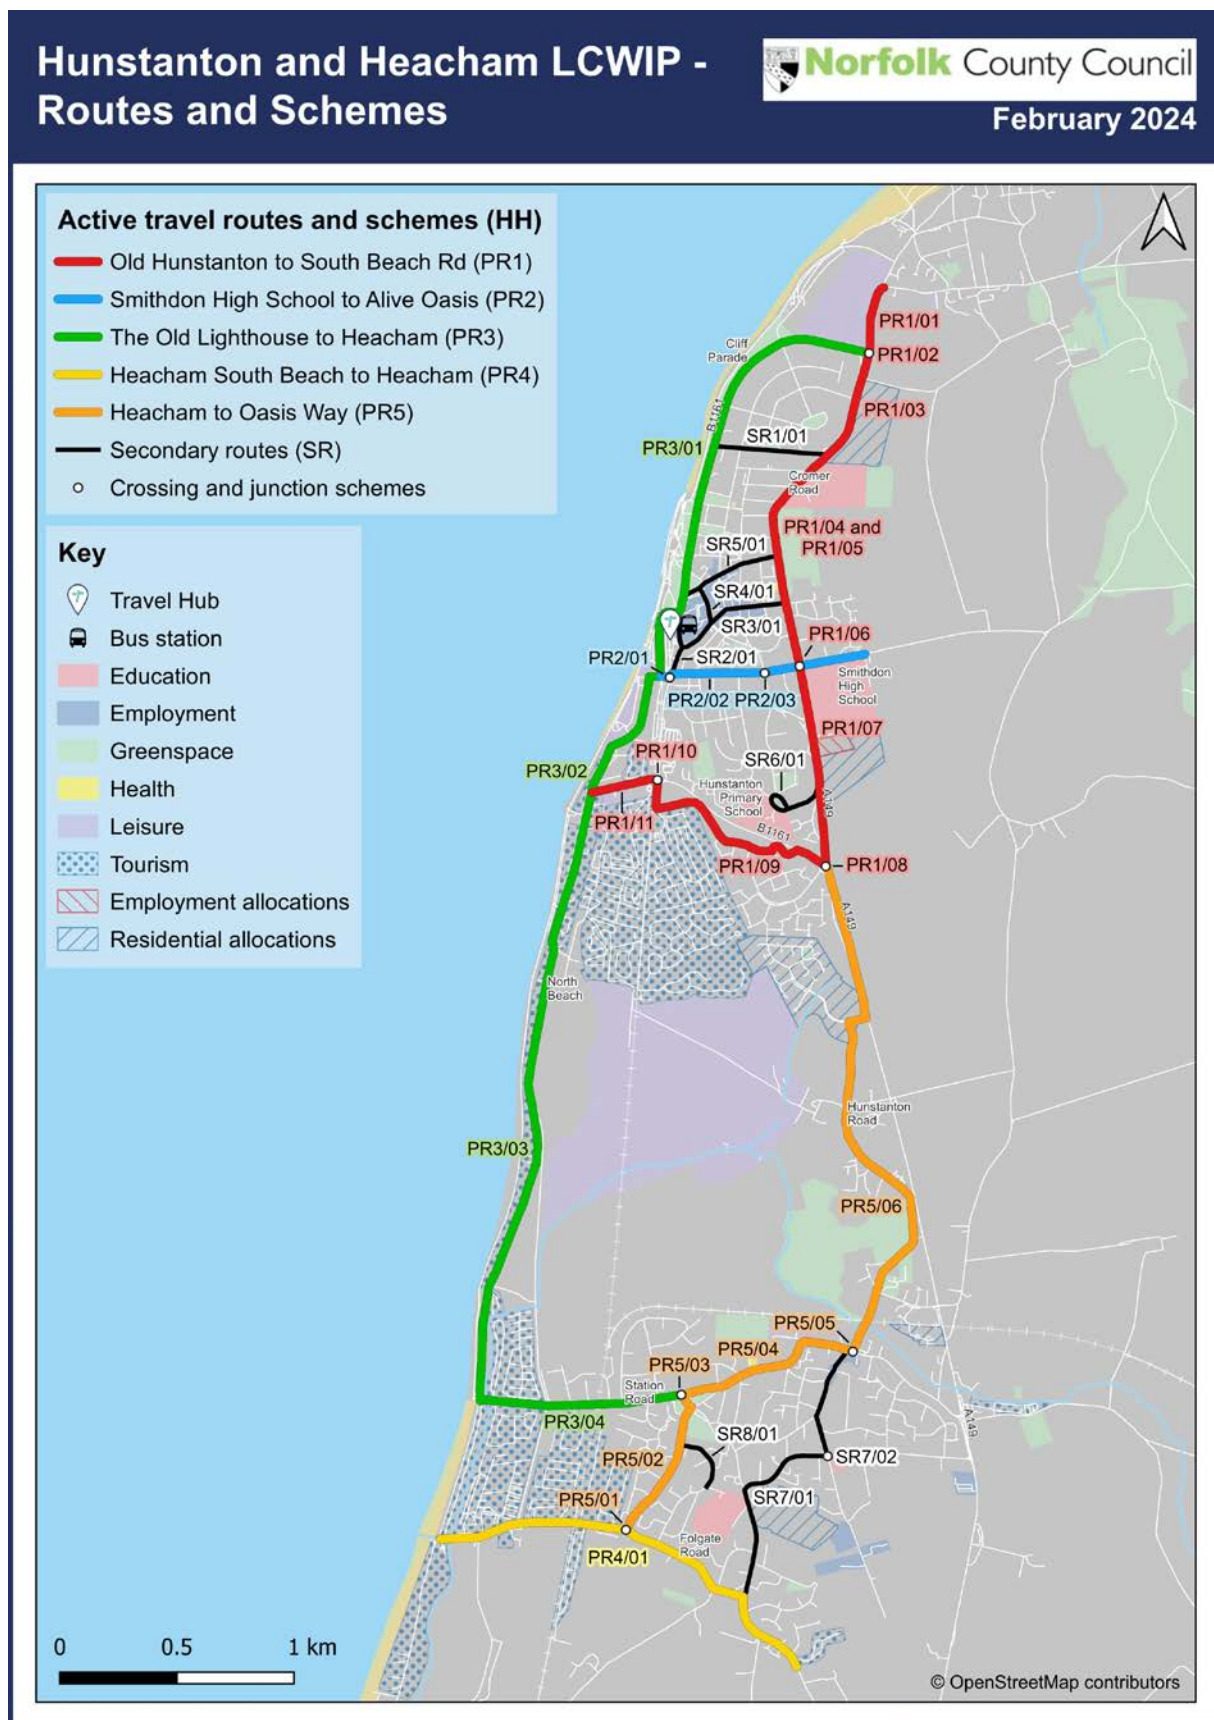 Hunstanton and Heacham LCWIP -
Routes and Schemes
Norfolk County Council
February 2024
Active travel routes and schemes (HH)
Old Hunstanton to South Beach Rd (PR1)
Smithdon High School to Alive Oasis (PR2)
The Old Lighthouse to Heacham (PR3)
Heacham South Beach to Heacham (PR4)
Heacham to Oasis Way (PR5)
Secondary routes (SR)
Crossing and junction schemes
Key
Travel Hub
Bus station
Education
Employment
Greenspace
Health
Leisure
Tourism
Employment allocations
Residential allocations
PR1/01
Cliff
Parade
PR1/02
B1161
PR1/03
PR3/01
SR1/01
Cromer
Road
PR1/04 and
PR1/05
SR5/01
SR4/01
SR3/01
PR1/06
PR2/01
SR2/01
Smithdon
High
School
PR2/02
PR2/03
PR1/07
PR1/10
PR3/02
SR6/01
Hunstanton
Primary
School
A149
PR1/11
B1161
PR1/09
PR1/08
A149
North
Beach
Hunstanton
Road
PR3/03
PR5/06
PR5/05
PR5/04
PR5/03
Station
Road
PR3/04
A149
SR8/01
PR5/02
SR7/02
SR7/01
PR5/01
Folgate
Road
PR4/01
0 0.5 1 km
© OpenStreetMap contributors